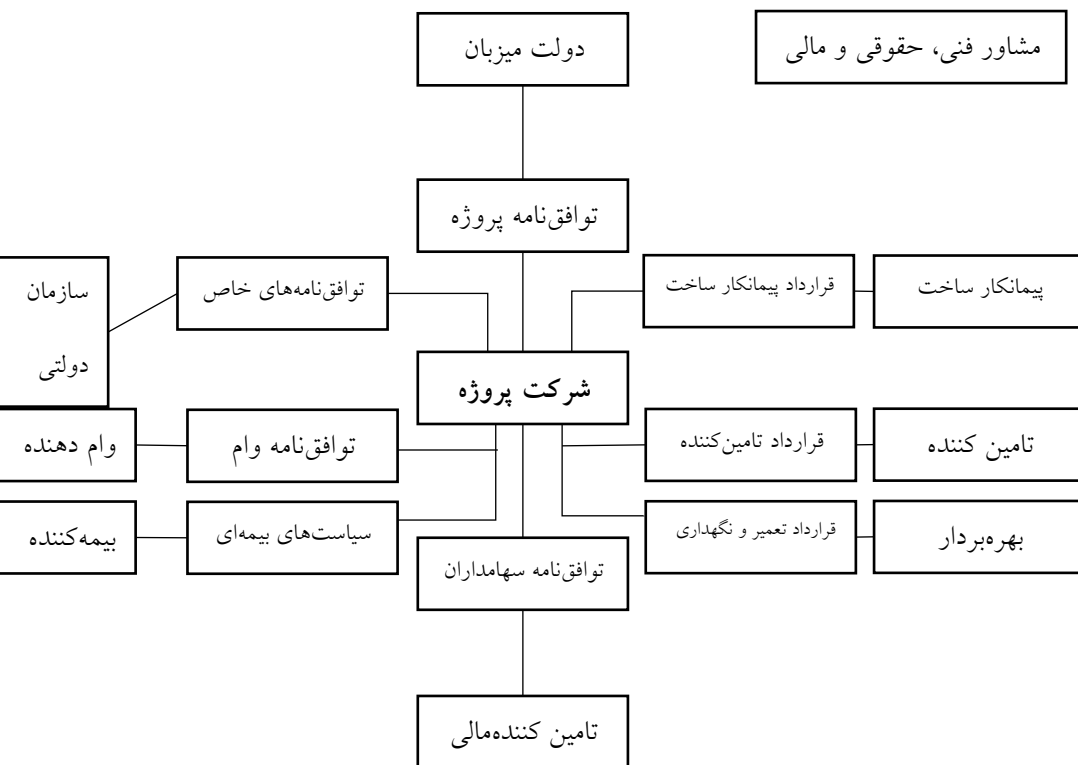 مشاور فنی، حقوقی و مالی
دولت میزبان
توافق‌نامه پروژه
پیمانکار ساخت
قرارداد پیمانکار ساخت
توافق‌نامه‌های خاص
سازمان
دولتی
شرکت پروژه
تامین کننده
قرارداد تامین‌کننده
توافق‌نامه وام
وام دهنده
بهره‌بردار
قرارداد تعمیر و نگهداری
سیاست‌های بیمه‌ای
بیمه‌کننده
توافق‌نامه سهامداران
تامین کننده‌مالی